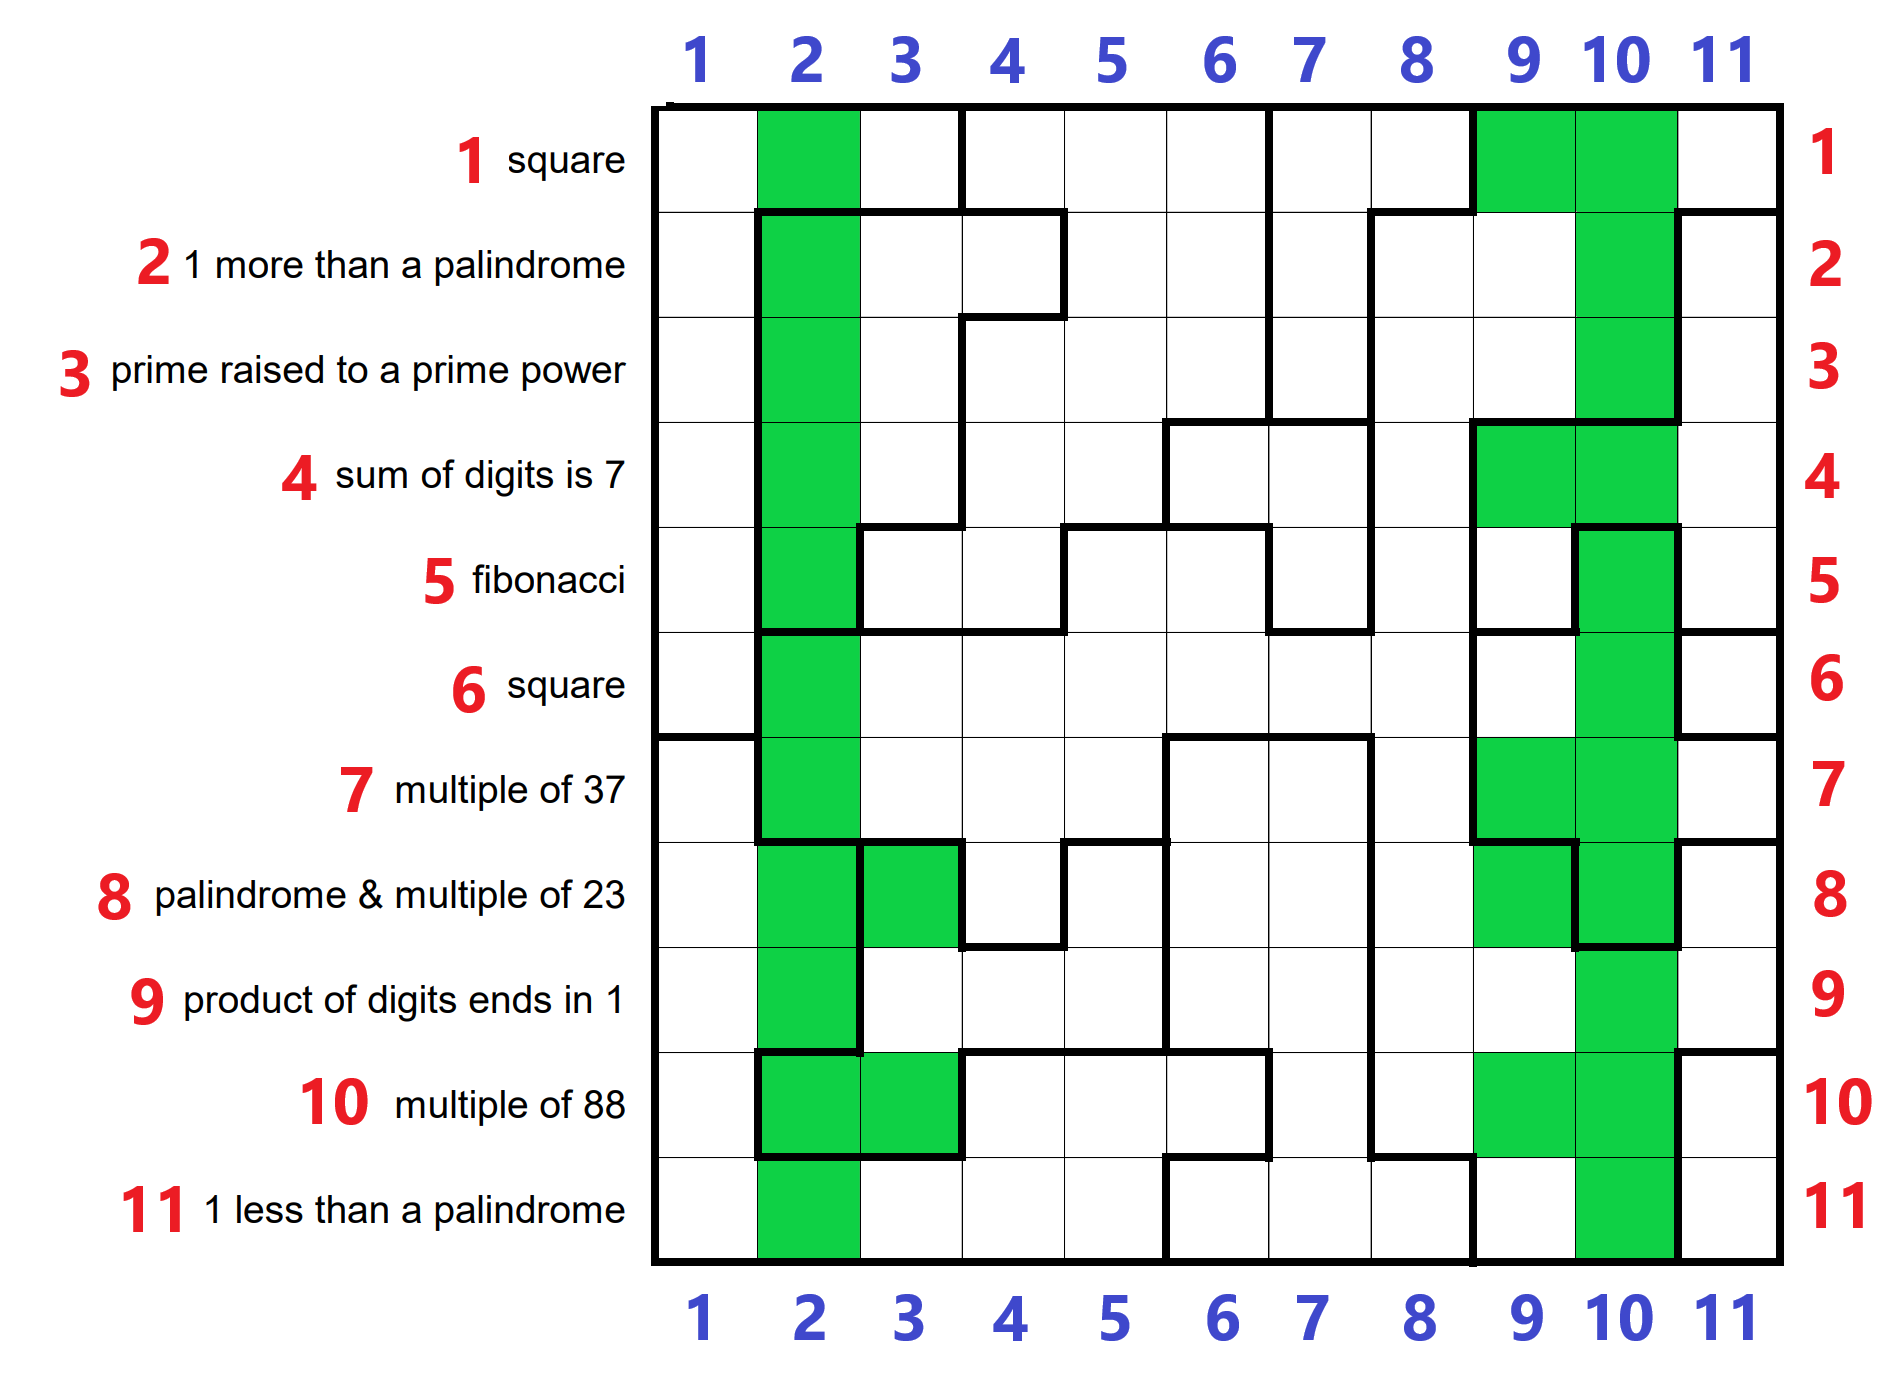 1 2 3 4 5 6 7 8 9 10 11
1 square 1
2 1 more than a palindrome 2
3 prime raised to a prime power 3
4 sum of digits is 7 4
5 fibonacci 5
6 square 6
7 multiple of 37 7
8 palindrome & multiple of 23 8
9 product of digits ends in 1 9
10 multiple of 88 10
11 1 less than a palindrome 11
1 2 3 4 5 6 7 8 9 10 11